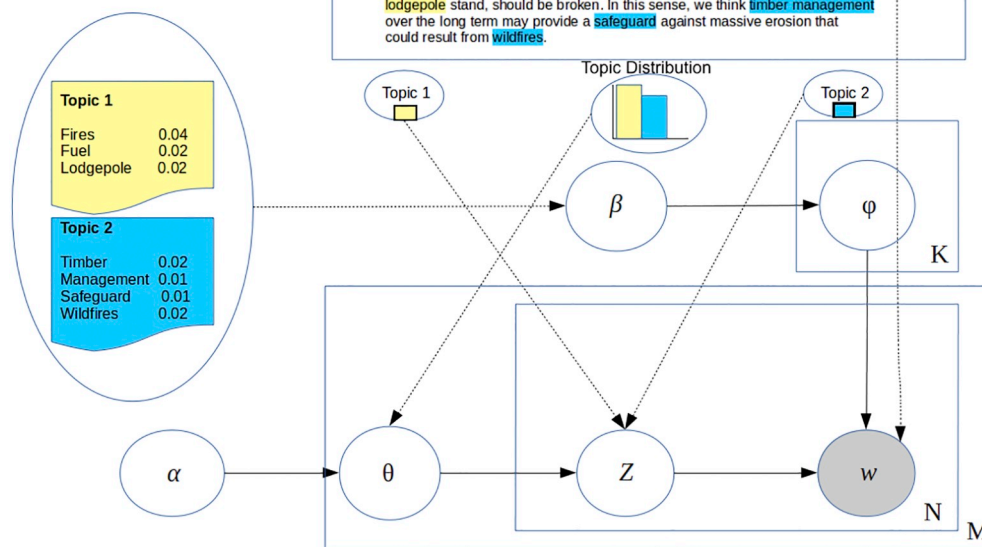 lodgepole stand, should be broken. In this sense, we think timber management
over the long term may provide a safeguard against massive erosion that
could result from wildfires.
Topic Distribution
Topic 1
Topic 2
Topic 1
Fires 0.04
Fuel 0.02
Lodgepole 0.02
Topic 2
Timber 0.02
Management 0.01
Safeguard 0.01
Wildfires 0.02
β
φ
K
α
θ
Z
w
N
M